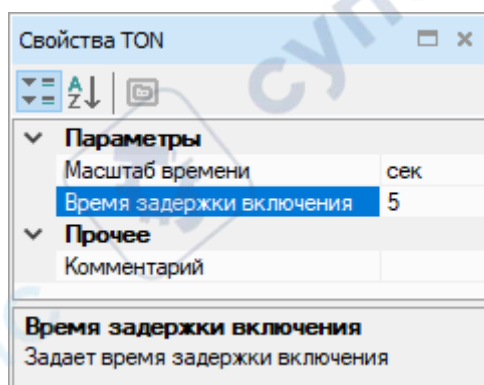 Свойства TON
Параметры
Масштаб времени сек
Время задержки включения 5
Прочее
Комментарий
Время задержки включения
Задает время задержки включения